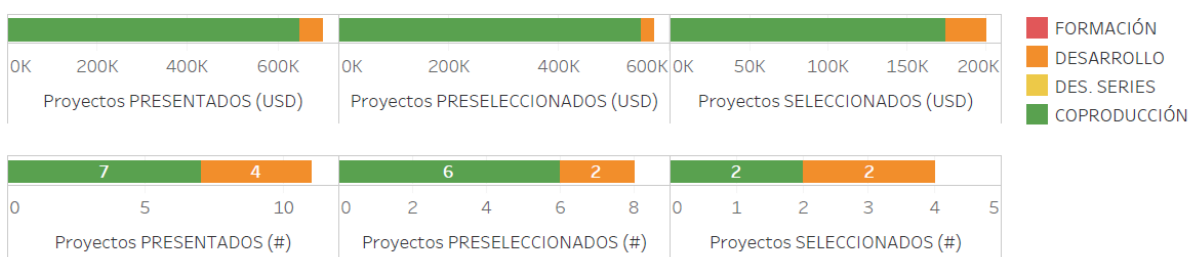 FORMACIÓN
DESARROLLO
DES. SERIES
COPRODUCCIÓN
0K 200K 400K 600K
0K 200K 400K 600K
0K 50K 100K 150K 200K
Proyectos PRESENTADOS (USD)
Proyectos PRESELECCIONADOS (USD)
Proyectos SELECCIONADOS (USD)
7 4
6 2
2 2
0 5 10
0 2 4 6 8
0 1 2 3 4 5
Proyectos PRESENTADOS (#)
Proyectos PRESELECCIONADOS (#)
Proyectos SELECCIONADOS (#)